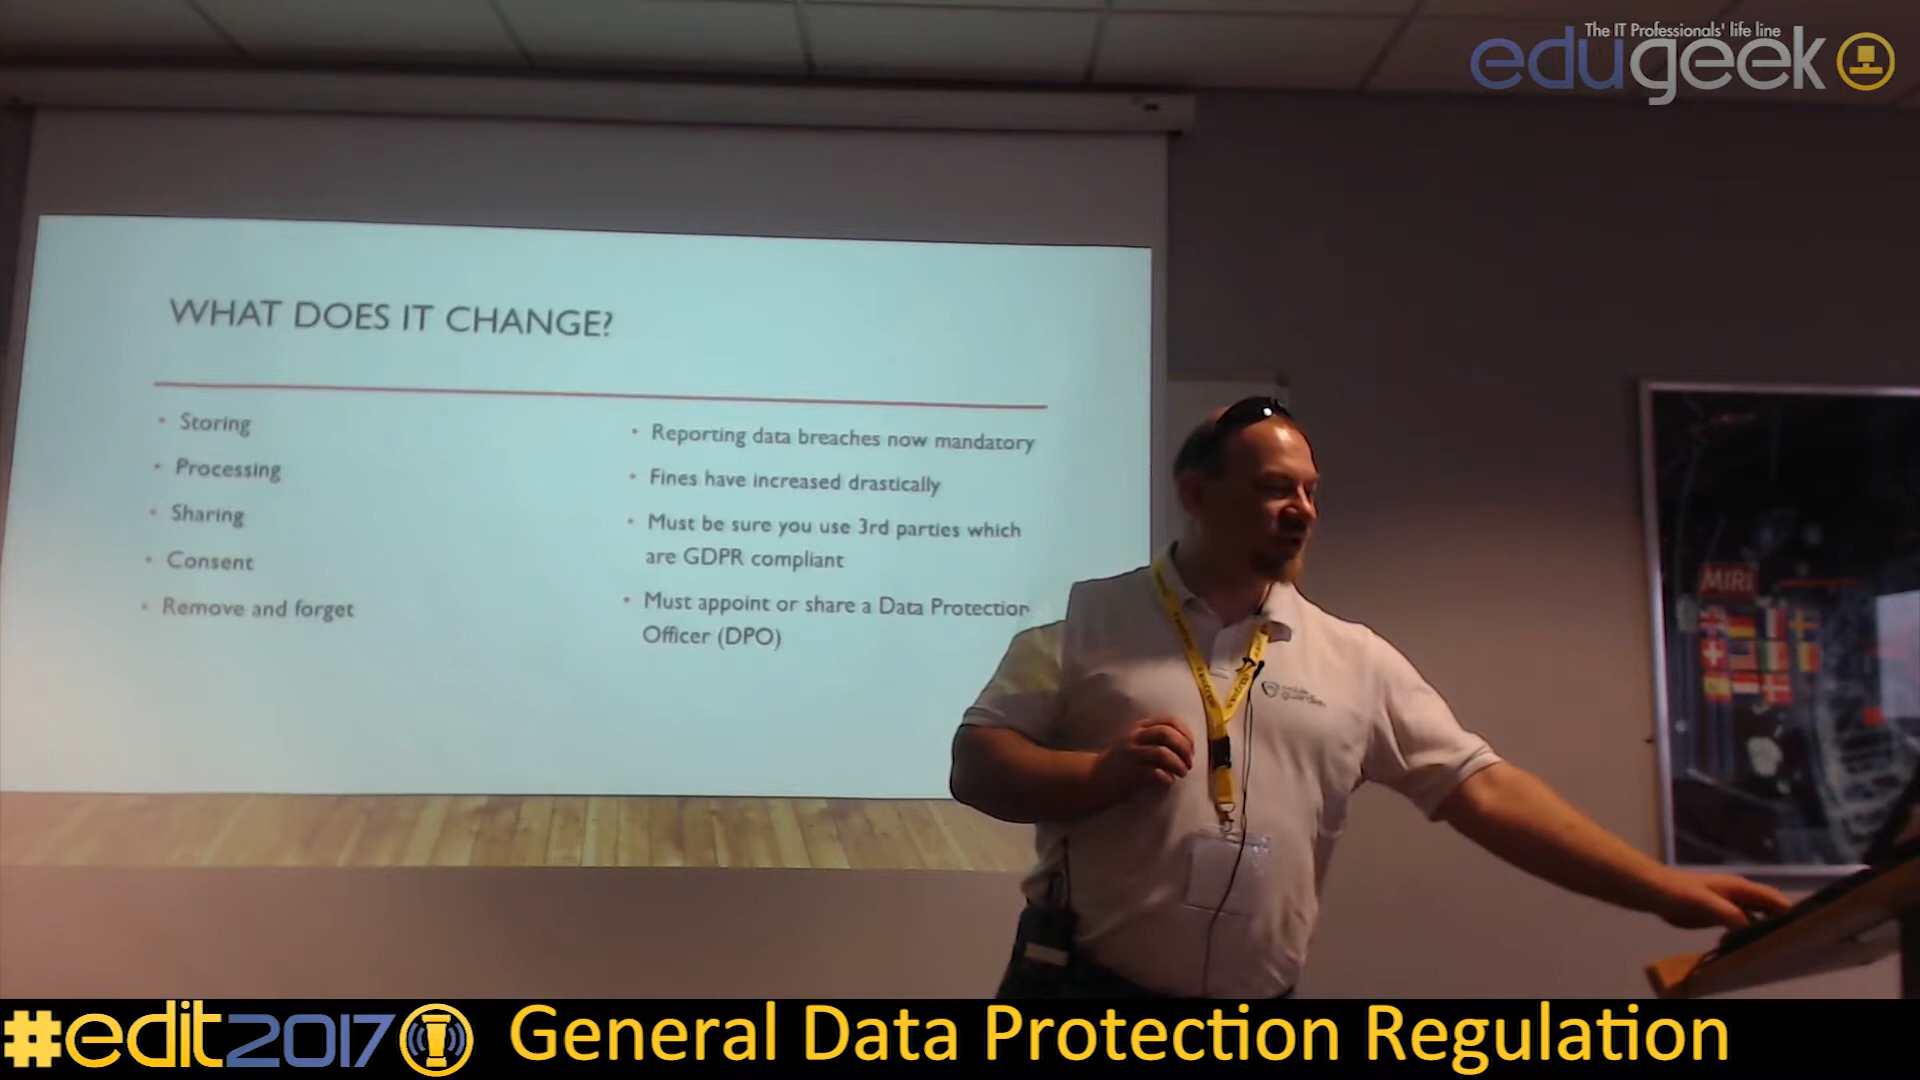 The IT Professionals' life line
edugeek
WHAT DOES IT CHANGE?
• Storing
• Processing
• Sharing
• Consent
• Remove and forget
• Reporting data breaches now mandatory
• Fines have increased drastically
• Must be sure you use 3rd parties which
are GDPR compliant
• Must appoint or share a Data Protection
Officer (DPO)
guardian
MIRI
#edit2017 General Data Protection Regulation